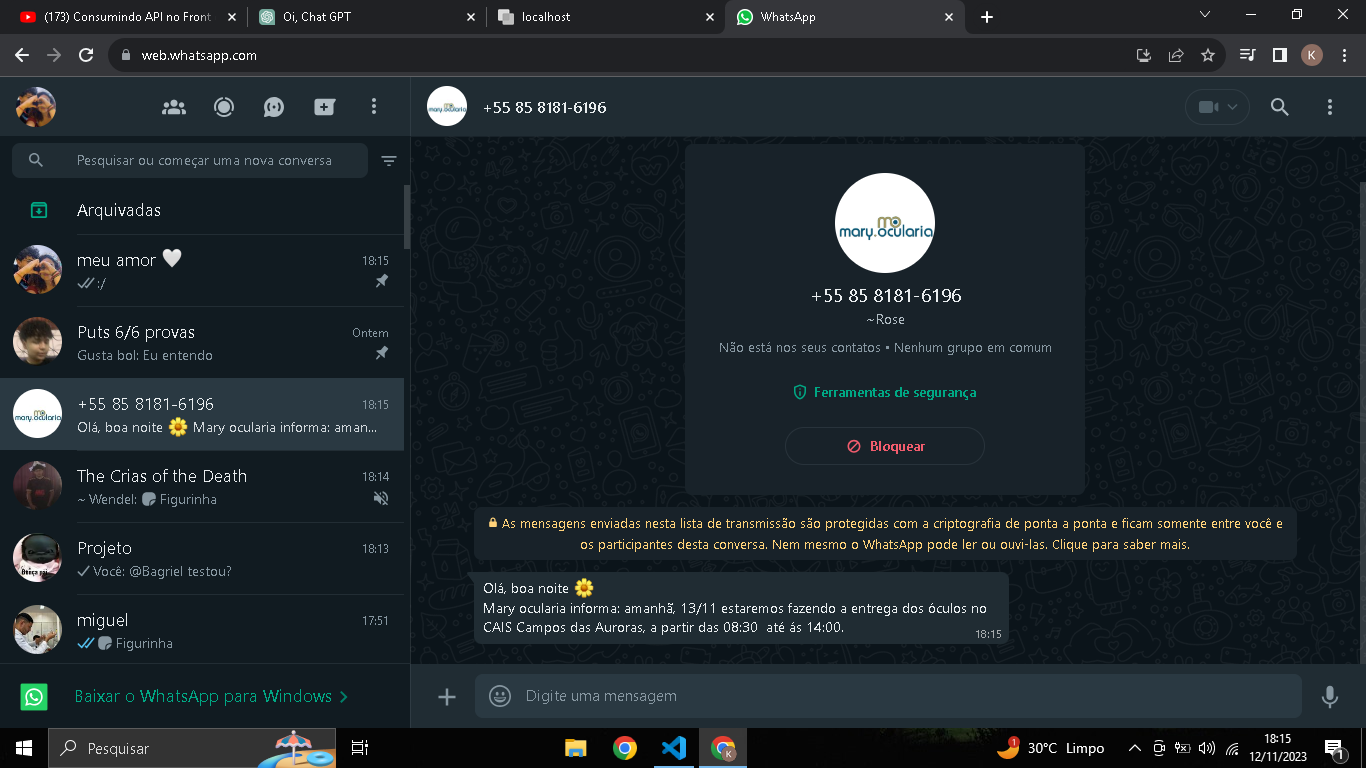 (173) Consumindo API no Front
Oi, Chat GPT
localhost
WhatsApp
web.whatsapp.com
K
+55 85 8181-6196
Pesquisar ou começar uma nova conversa
Arquivadas
meu amor 🤍
18:15
:/
Puts 6/6 provas
Ontem
Gusta bol: Eu entendo
+55 85 8181-6196
18:15
Olá, boa noite 🌼 Mary ocularia informa: aman...
The Crias of the Death
18:14
~ Wendel: Figurinha
Projeto
18:13
Você: @Bagriel testou?
miguel
17:51
Figurinha
Baixar o WhatsApp para Windows
mo
mary.ocularia
+55 85 8181-6196
~Rose
Não está nos seus contatos • Nenhum grupo em comum
Ferramentas de segurança
Bloquear
As mensagens enviadas nesta lista de transmissão são protegidas com a criptografia de ponta a ponta e ficam somente entre você e
os participantes desta conversa. Nem mesmo o WhatsApp pode ler ou ouvi-las. Clique para saber mais.
Olá, boa noite 🌼
Mary ocularia informa: amanhã, 13/11 estaremos fazendo a entrega dos óculos no
CAIS Campos das Auroras, a partir das 08:30 até ás 14:00.
18:15
Digite uma mensagem
Pesquisar
K
1
30°C Limpo
18:15
12/11/2023
1